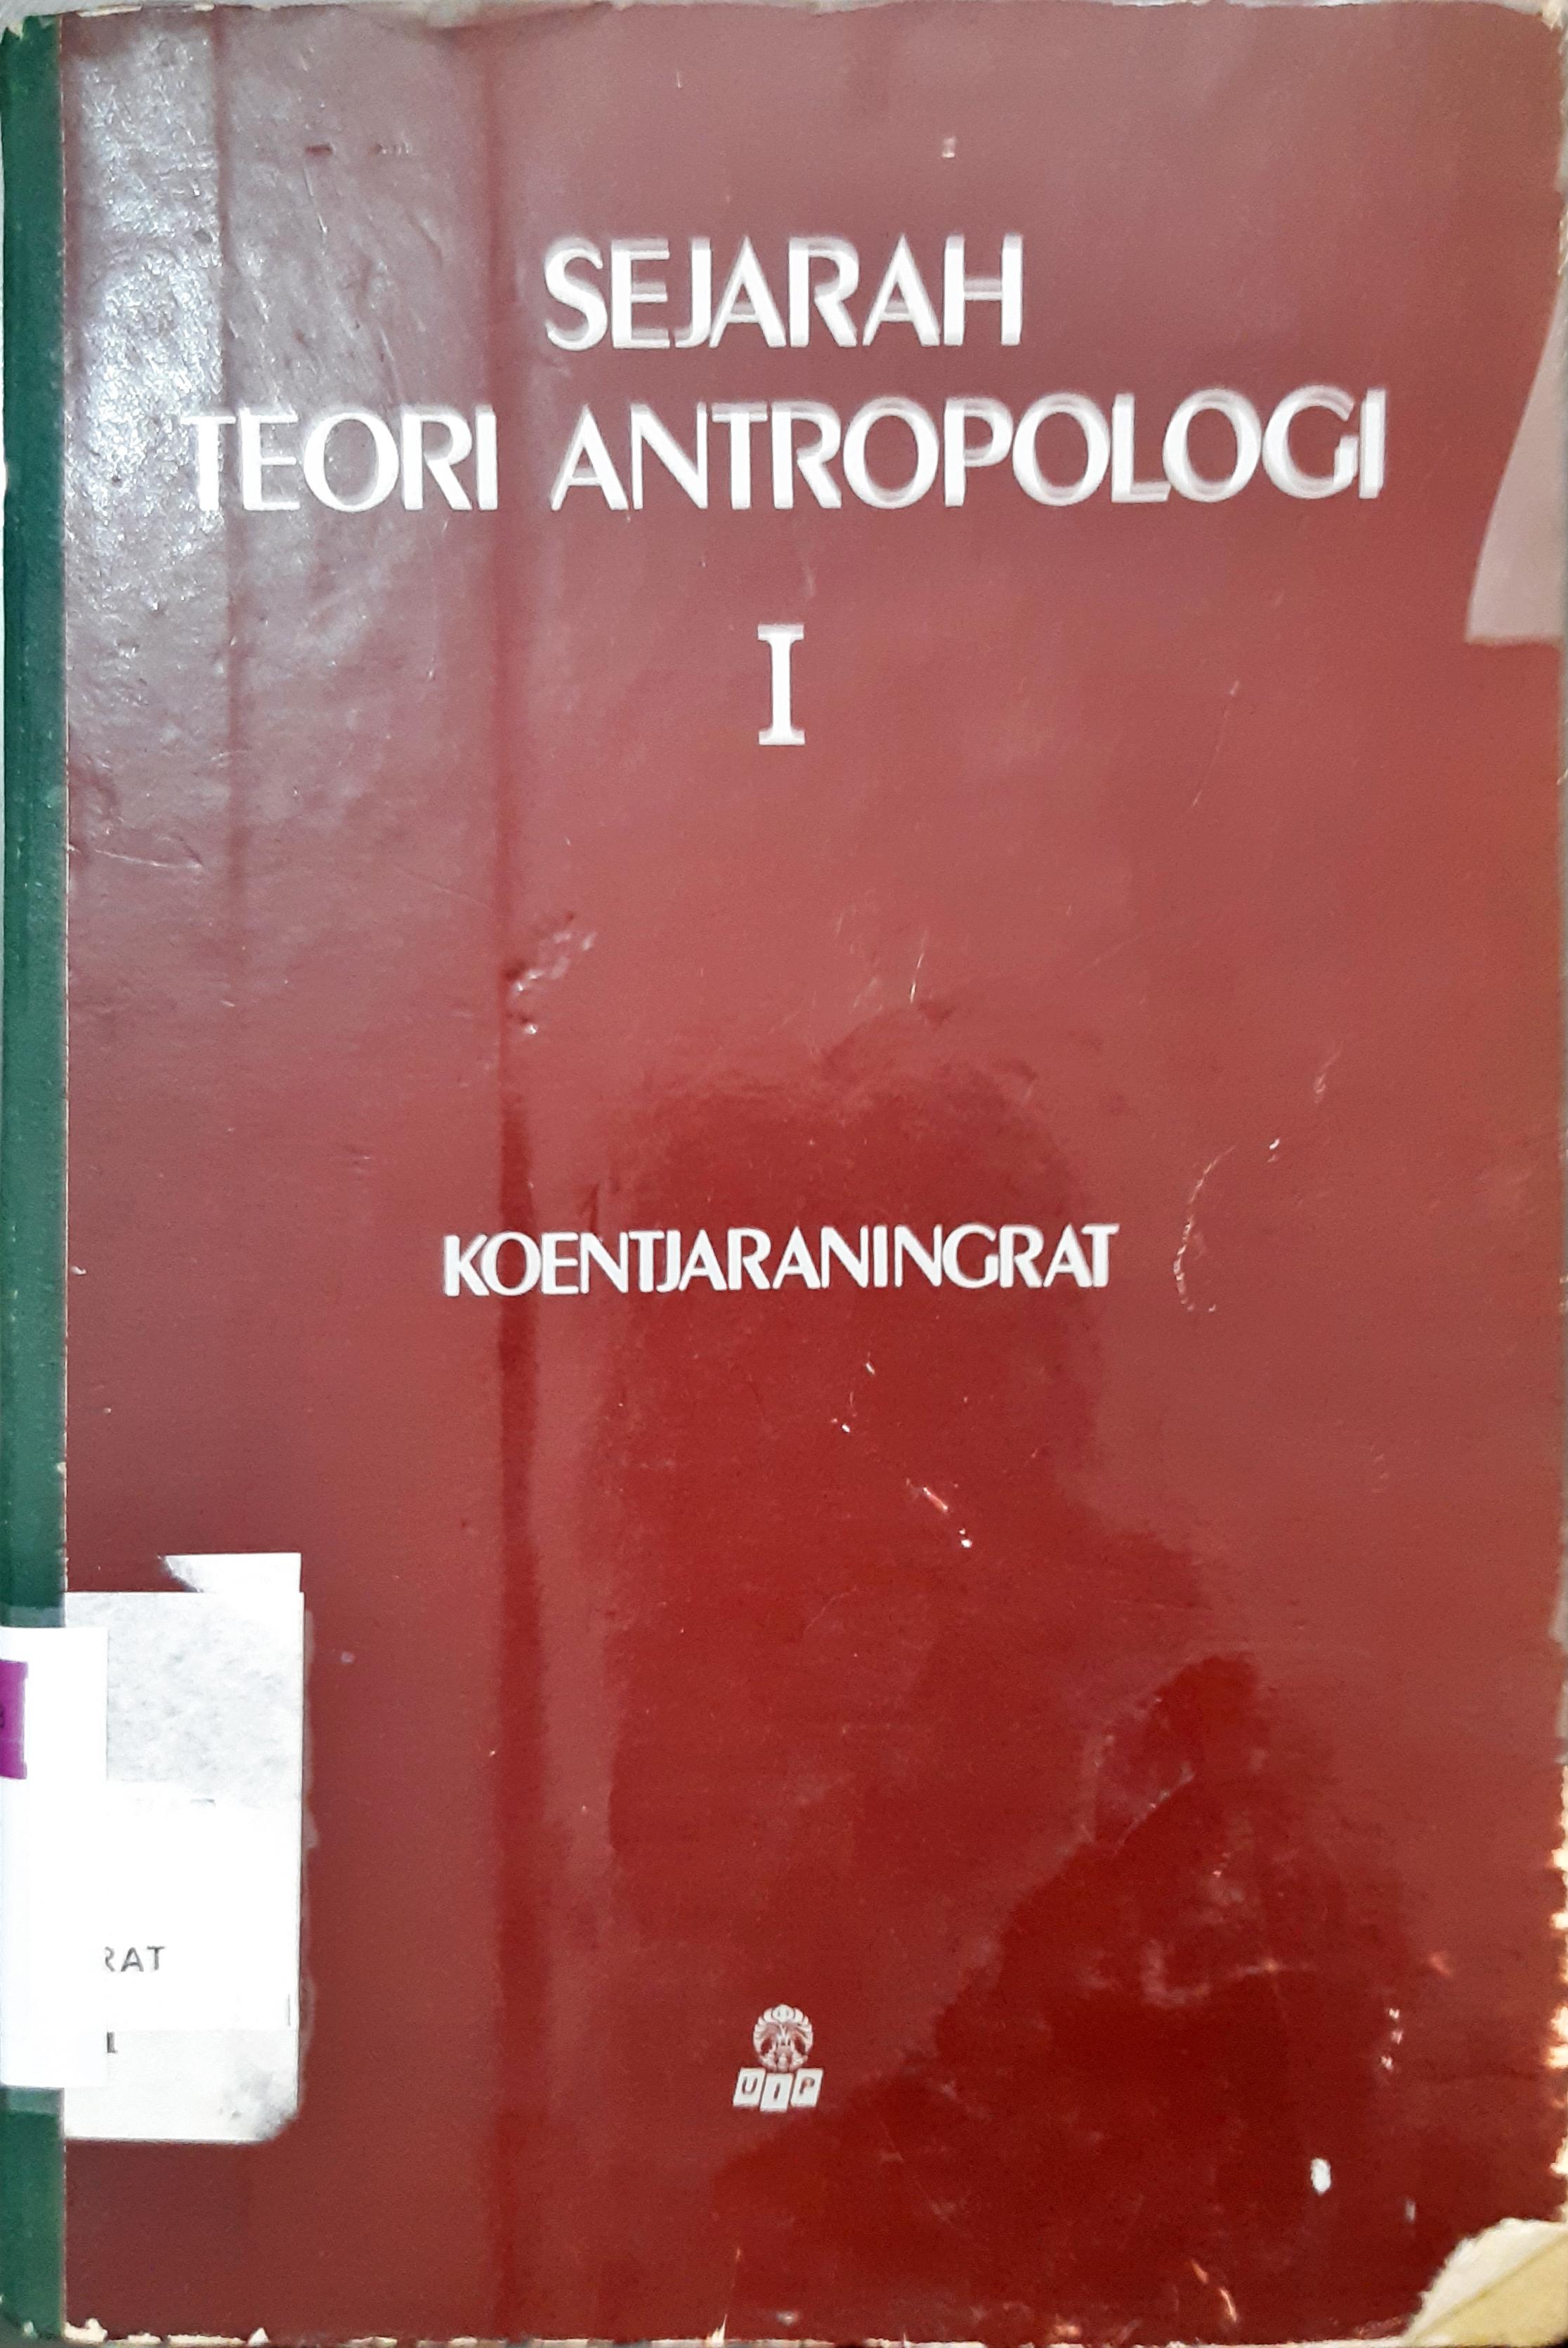 SEJARAH
TEORI ANTROPOLOGI
I
KOENTJARANINGRAT
RAT
UIP